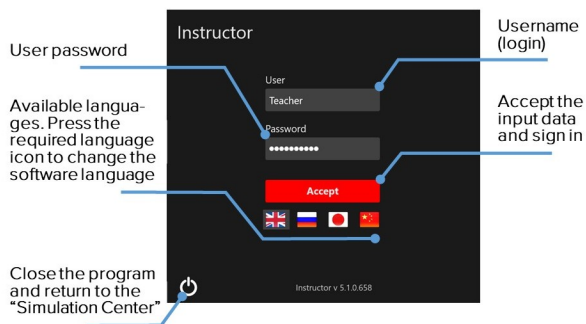 Instructor
User password
Username
(login)
User
Teacher
Available langua-
ges. Press the
required language
icon to change the
software language
Password
••••••••••
Accept the
input data
and sign in
Accept
Close the program
and return to the
“Simulation Center”
Instructor v 5.1.0.658